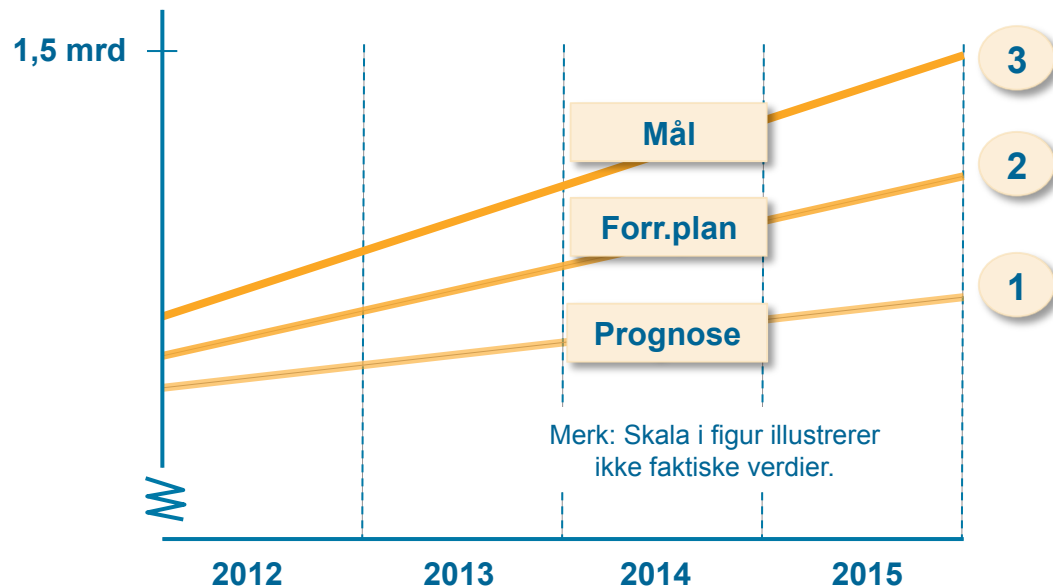 1,5 mrd
3
Mål
2
Forr.plan
1
Prognose
Merk: Skala i figur illustrerer
ikke faktiske verdier.
2012
2013
2014
2015